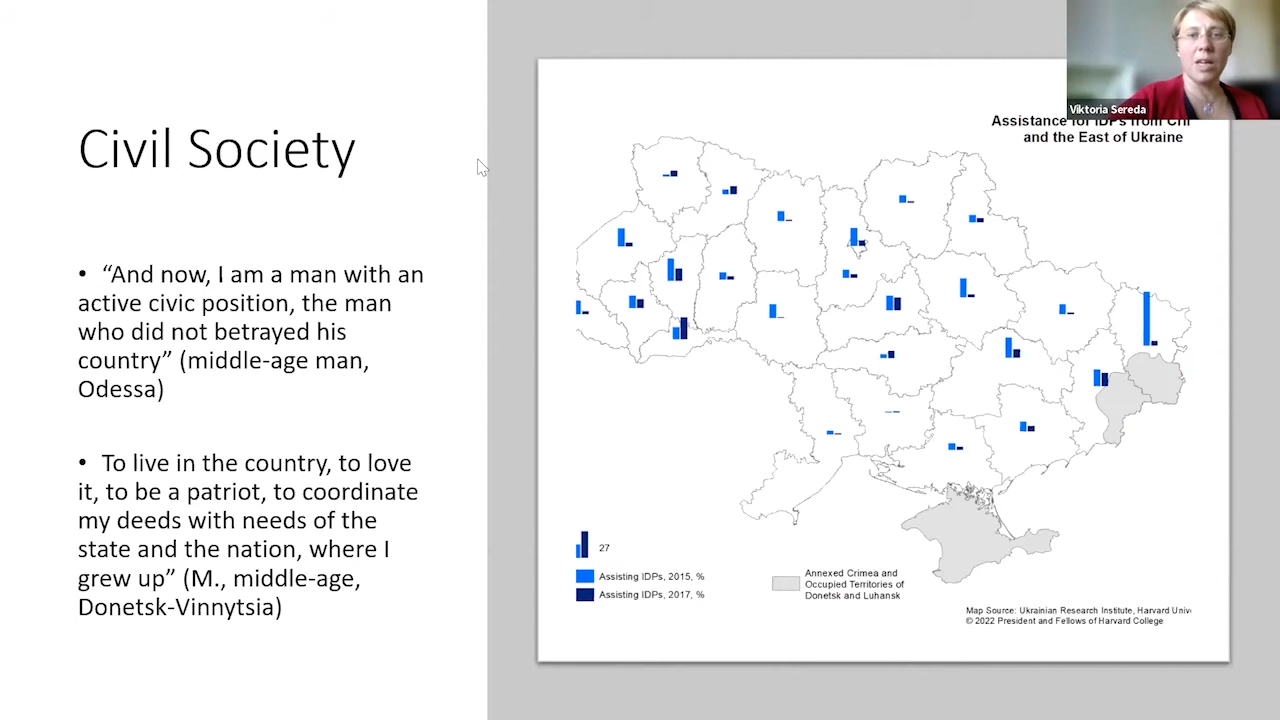 Viktoria Sereda
Civil Society
• “And now, I am a man with an
active civic position, the man
who did not betrayed his
country” (middle-age man,
Odessa)
• To live in the country, to love
it, to be a patriot, to coordinate
my deeds with needs of the
state and the nation, where I
grew up” (M., middle-age,
Donetsk-Vinnytsia)
Assistance for IDPs from
and the East of Ukraine
27
Assisting IDPs, 2015, %
Assisting IDPs, 2017, %
Annexed Crimea and
Occupied Territories of
Donetsk and Luhansk
Map Source: Ukrainian Research Institute, Harvard
© 2022 President and Fellows of Harvard College